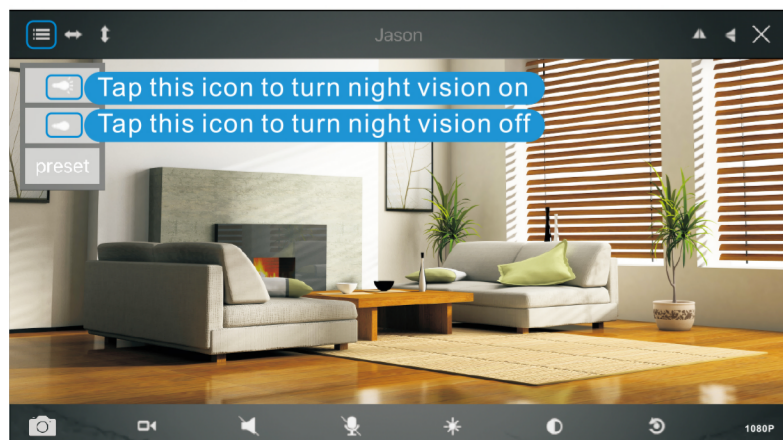 Jason
Tap this icon to turn night vision on
Tap this icon to turn night vision off
preset
1080P